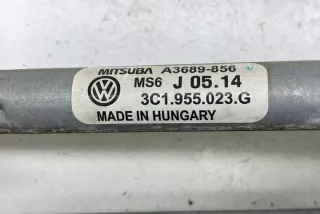 MITSUBA A3689-856
MS6 J 05.14
3C1.955.023.G
MADE IN HUNGARY